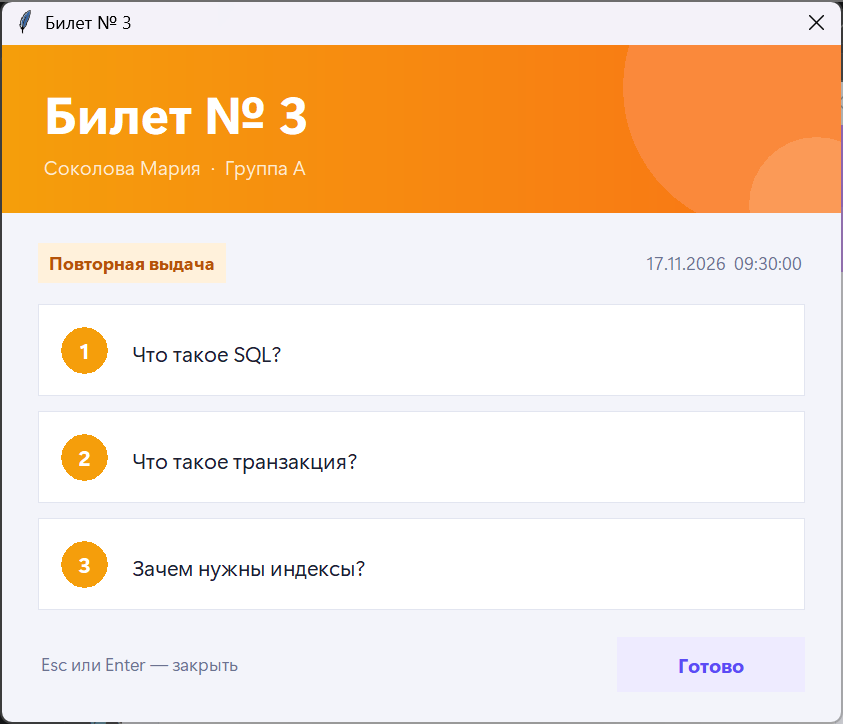 Билет № 3
Билет № 3
Соколова Мария · Группа А
Повторная выдача
17.11.2026 09:30:00
1
Что такое SQL?
2
Что такое транзакция?
3
Зачем нужны индексы?
Esc или Enter — закрыть
Готово